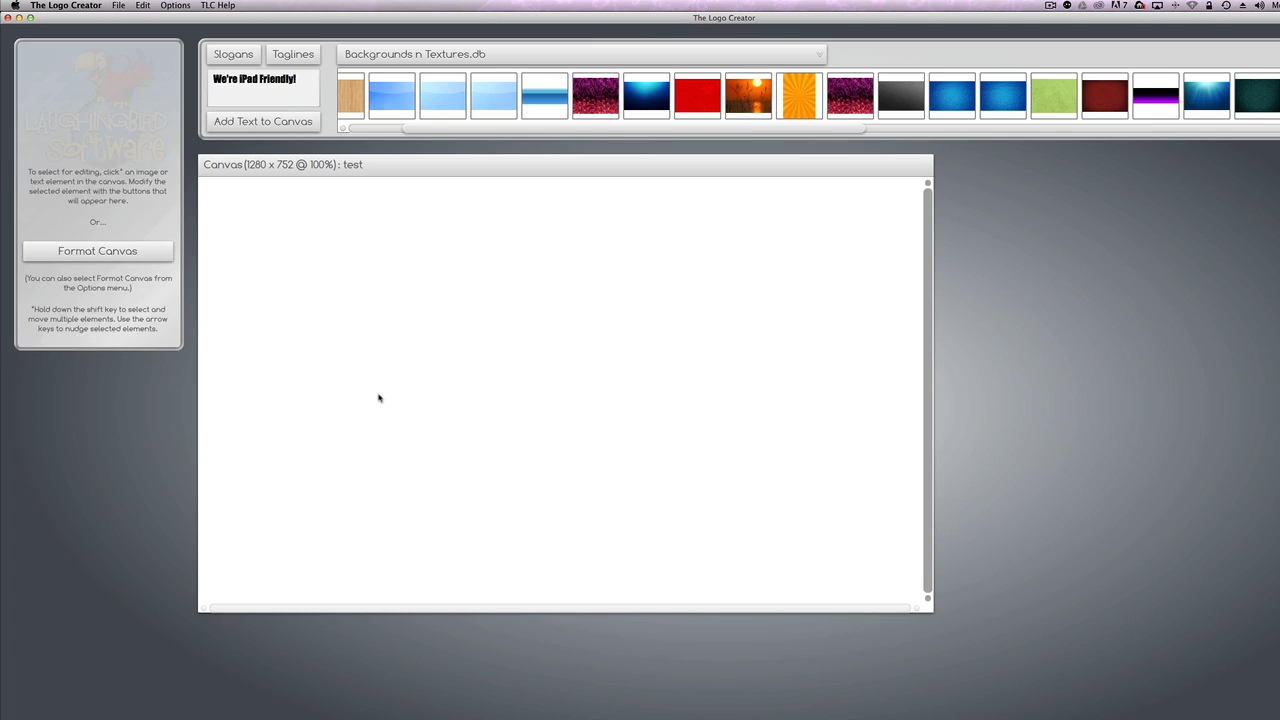 The Logo Creator File Edit Options TLC Help
7
The Logo Creator
LAUGHINGBIRD
Software
To select for editing, click* an image or
text element in the canvas. Modify the
selected element with the buttons that
will appear here.
Or....
Format Canvas
(You can also select Format Canvas from
the Options menu.)
*Hold down the shift key to select and
move multiple elements. Use the arrow
keys to nudge selected elements.
Slogans Taglines
We're iPad Friendly!
Add Text to Canvas
Backgrounds n Textures.db
Canvas (1280 x 752 @ 100%) : test